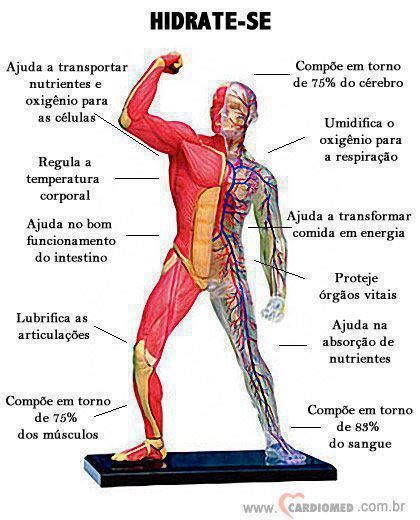 HIDRATE-SE
Ajuda a transportar
nutrientes e
oxigênio para
as células
Regula a
temperatura
corporal
Ajuda no bom
funcionamento
do intestino
Lubrifica as
articulações
Compõe em torno
de 75%
dos músculos
Compõe em torno
de 75% do cérebro
Umidifica o
oxigênio para
a respiração
Ajuda a transformar
comida em energia
Proteje
órgãos vitais
Ajuda na
absorção de
nutrientes
Compõe em torno
de 83%
do sangue
www.CARDIOMED.com.br